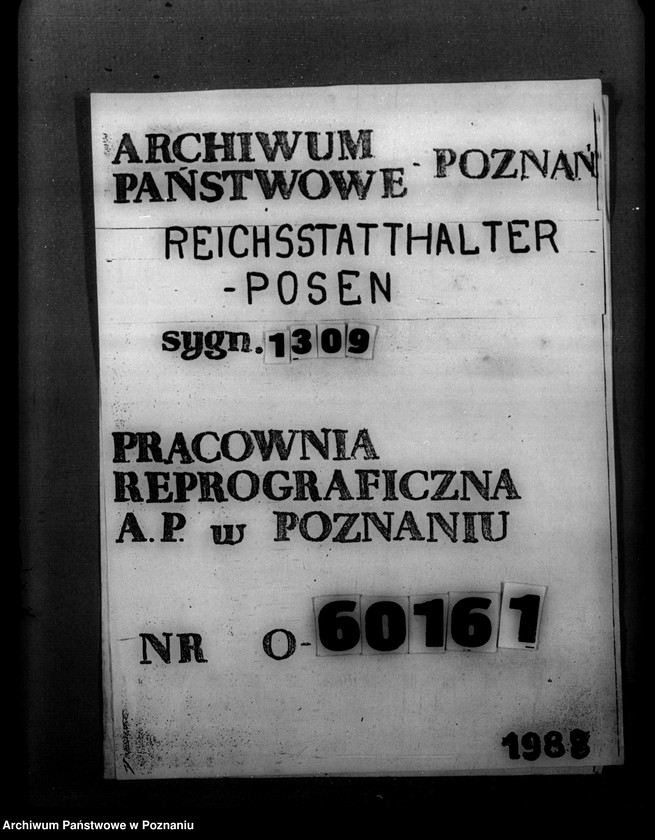 ARCHIWUM
PAŃSTWOWE - POZNAŃ
REICHSSTATTHALTER
-POSEN
sygn. 1309
PRACOWNIA
REPROGRAFICZNA
A.P. w POZNANIU
NR O-60161
1988
Archiwum Państwowe w Poznaniu